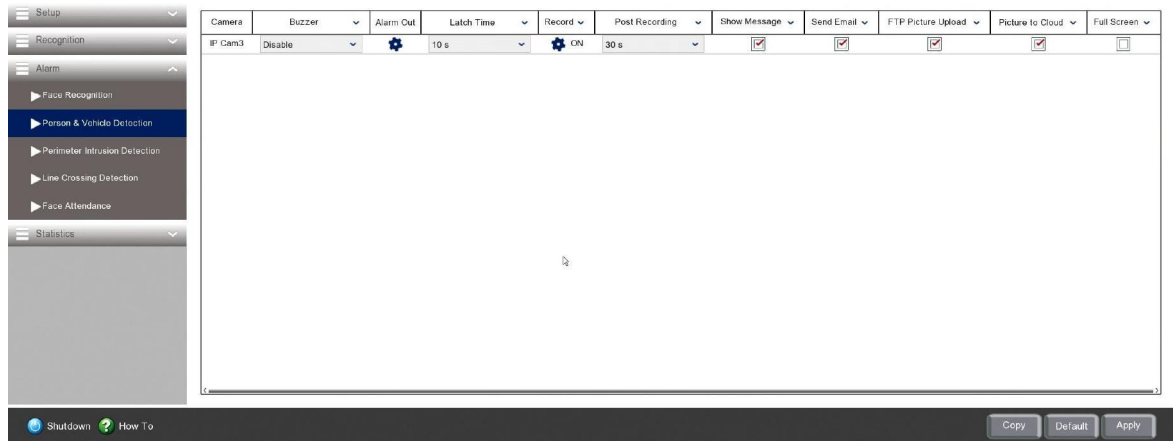 Setup
Recognition
Alarm
Face Recognition
Person & Vehicle Detection
Perimeter Intrusion Detection
Line Crossing Detection
Face Attendance
Statistics
Camera Buzzer Alarm Out Latch Time Record Post Recording Show Message Send Email FTP Picture Upload Picture to Cloud Full Screen
IP Cam3 Disable 10 s ON 30 s
Shutdown How To Copy Default Apply